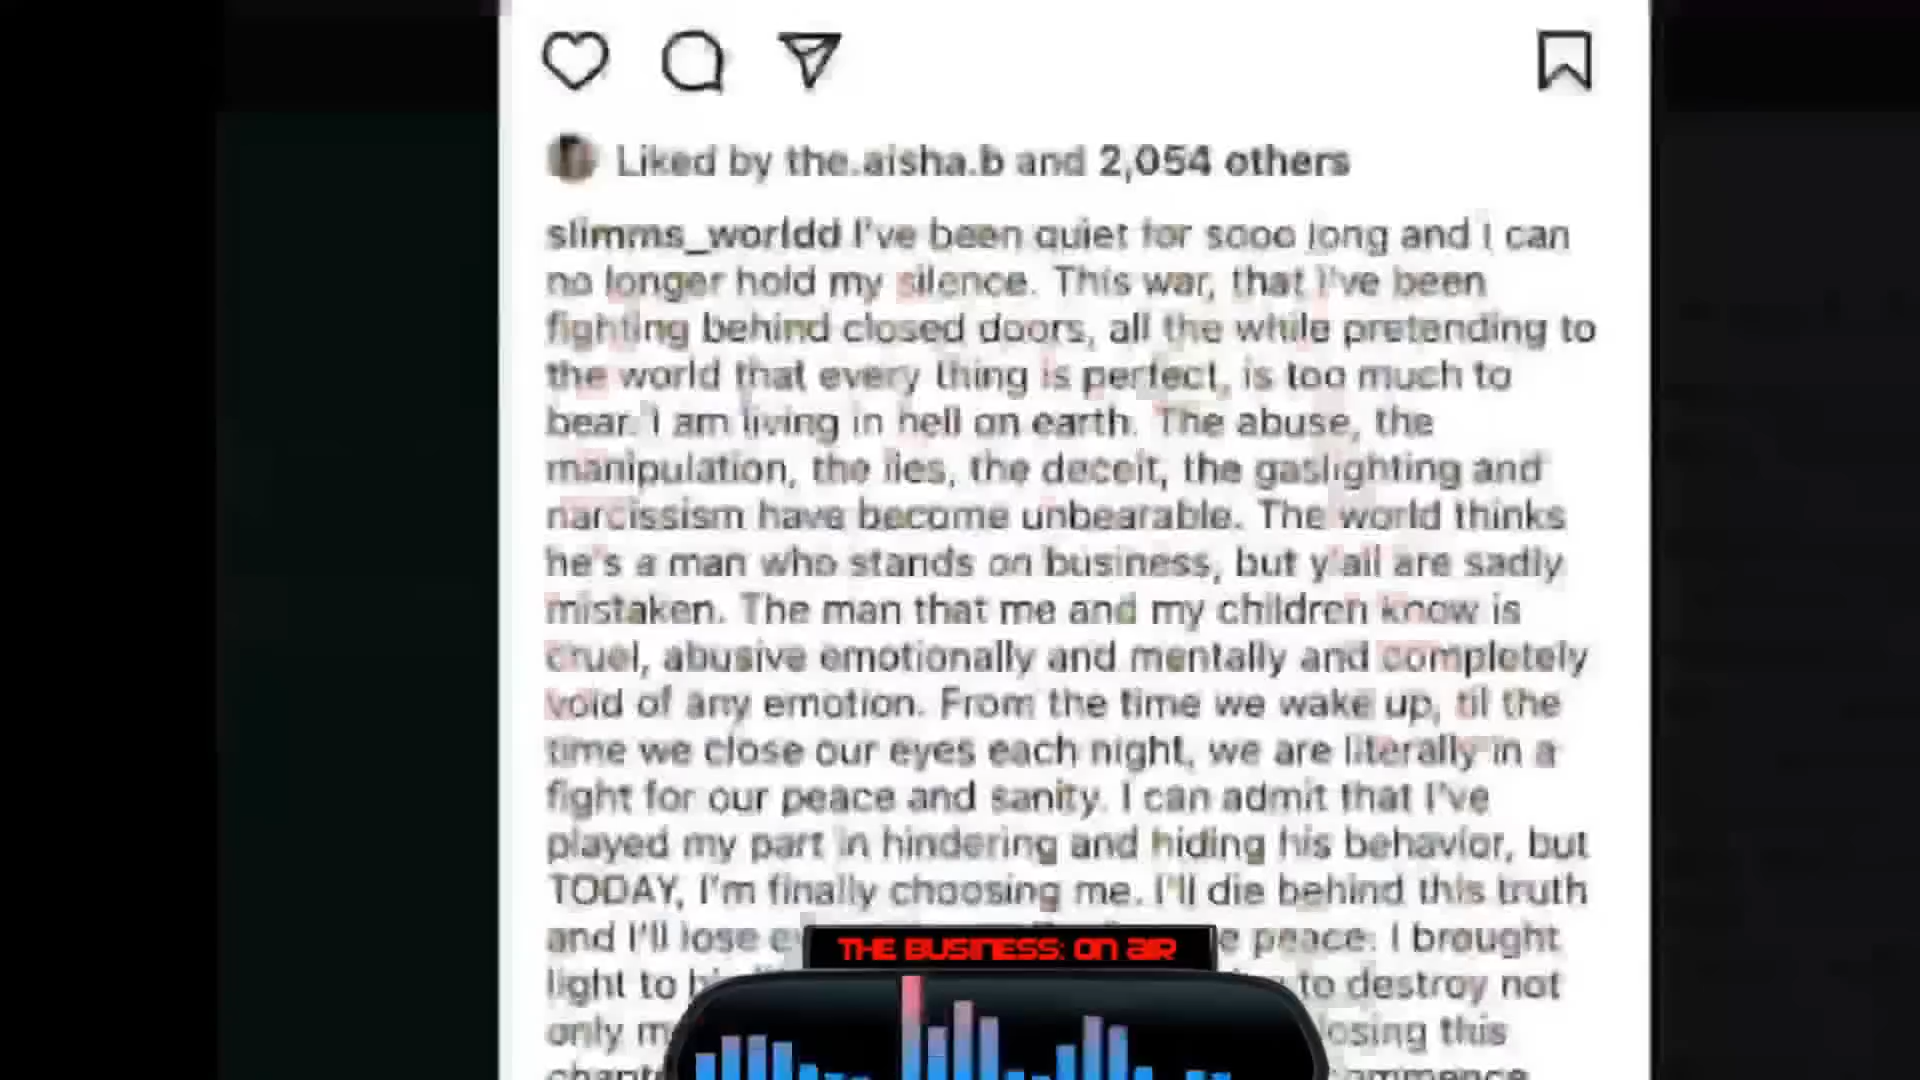 Liked by the.aisha.b and 2,054 others
slimms_worldd I've been quiet for sooo long and I can
no longer hold my silence. This war, that I've been
fighting behind closed doors, all the while pretending to
the world that every thing is perfect, is too much to
bear. I am living in hell on earth. The abuse, the
manipulation, the lies, the deceit, the gaslighting and
narcissism have become unbearable. The world thinks
he's a man who stands on business, but y'all are sadly
mistaken. The man that me and my children know is
cruel, abusive emotionally and mentally and completely
void of any emotion. From the time we wake up, til the
time we close our eyes each night, we are literally in a
fight for our peace and sanity. I can admit that I've
played my part in hindering and hiding his behavior, but
TODAY, I'm finally choosing me. I'll die behind this truth
and I'll lose peace. I brought
THE BUSINESS: ON AIR
light to to destroy not
only losing this